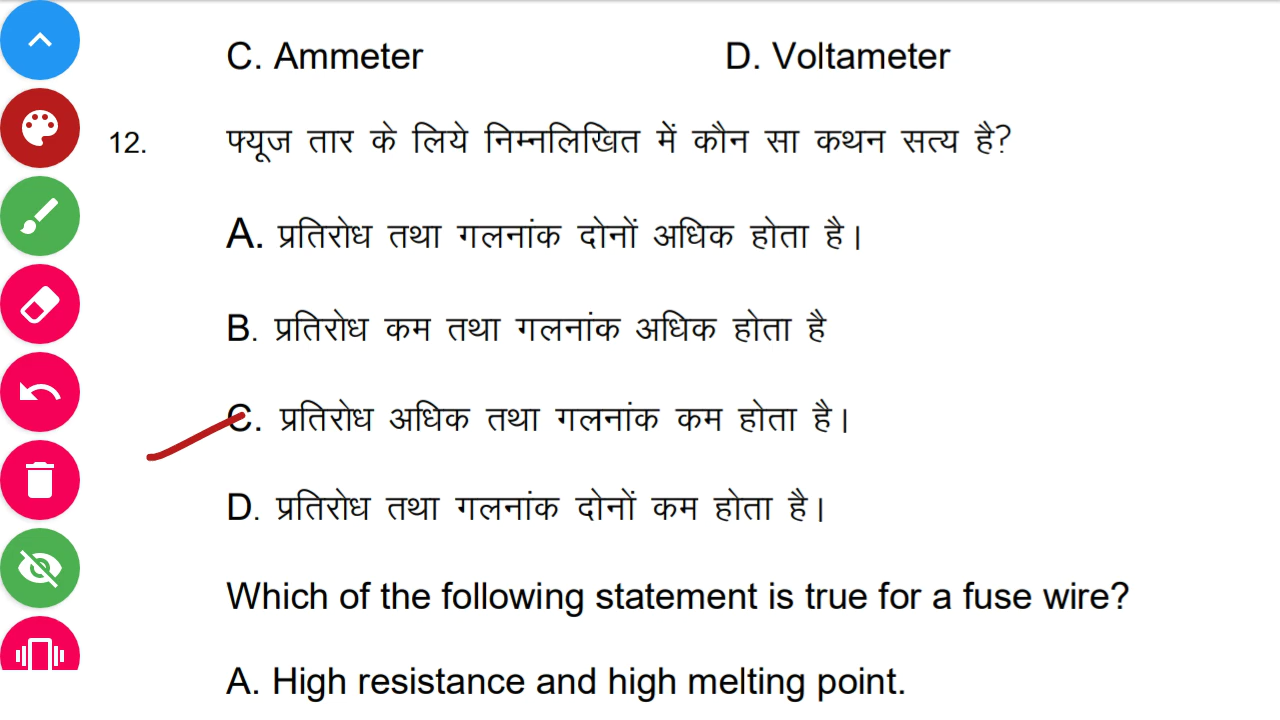 C. Ammeter D. Voltameter
12. फ्यूज तार के लिये निम्नलिखित में कौन सा कथन सत्य है?
A. प्रतिरोध तथा गलनांक दोनों अधिक होता है।
B. प्रतिरोध कम तथा गलनांक अधिक होता है
C. प्रतिरोध अधिक तथा गलनांक कम होता है।
D. प्रतिरोध तथा गलनांक दोनों कम होता है।
Which of the following statement is true for a fuse wire?
A. High resistance and high melting point.